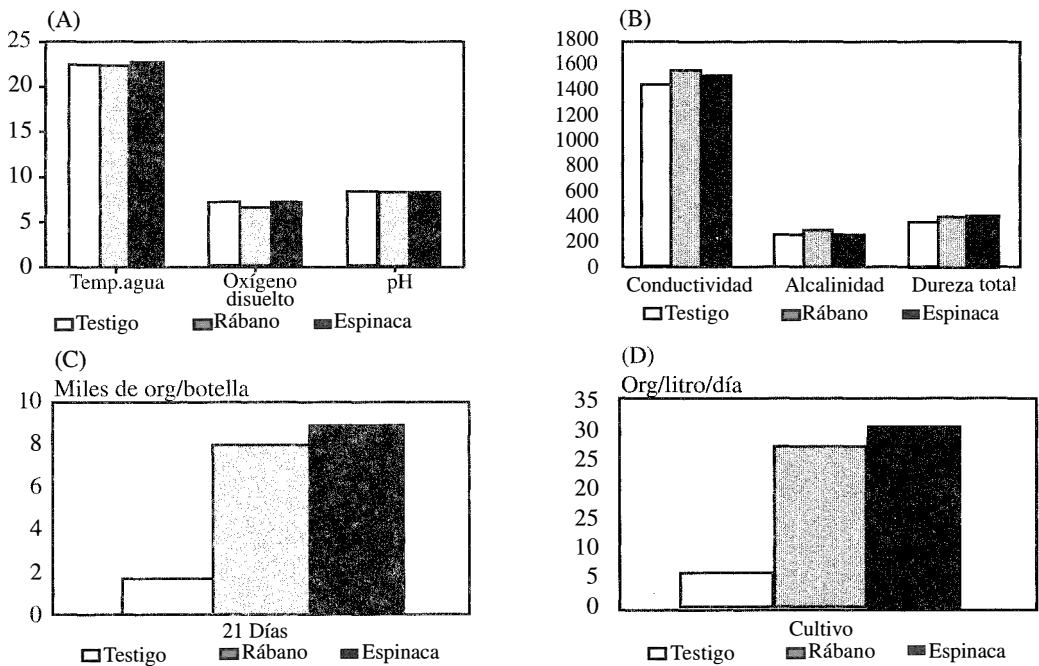 (A)
25
20
15
10
5
0
Temp.agua
Oxígeno
disuelto
pH
Testigo Rábano Espinaca
(B)
1800
1600
1400
1200
1000
800
600
400
200
0
Conductividad Alcalinidad Dureza total
Testigo Rábano Espinaca
(C)
Miles de org/botella
10
8
6
4
2
0
21 Días
Testigo Rábano Espinaca
(D)
Org/litro/día
35
30
25
20
15
10
5
0
Cultivo
Testigo Rábano Espinaca